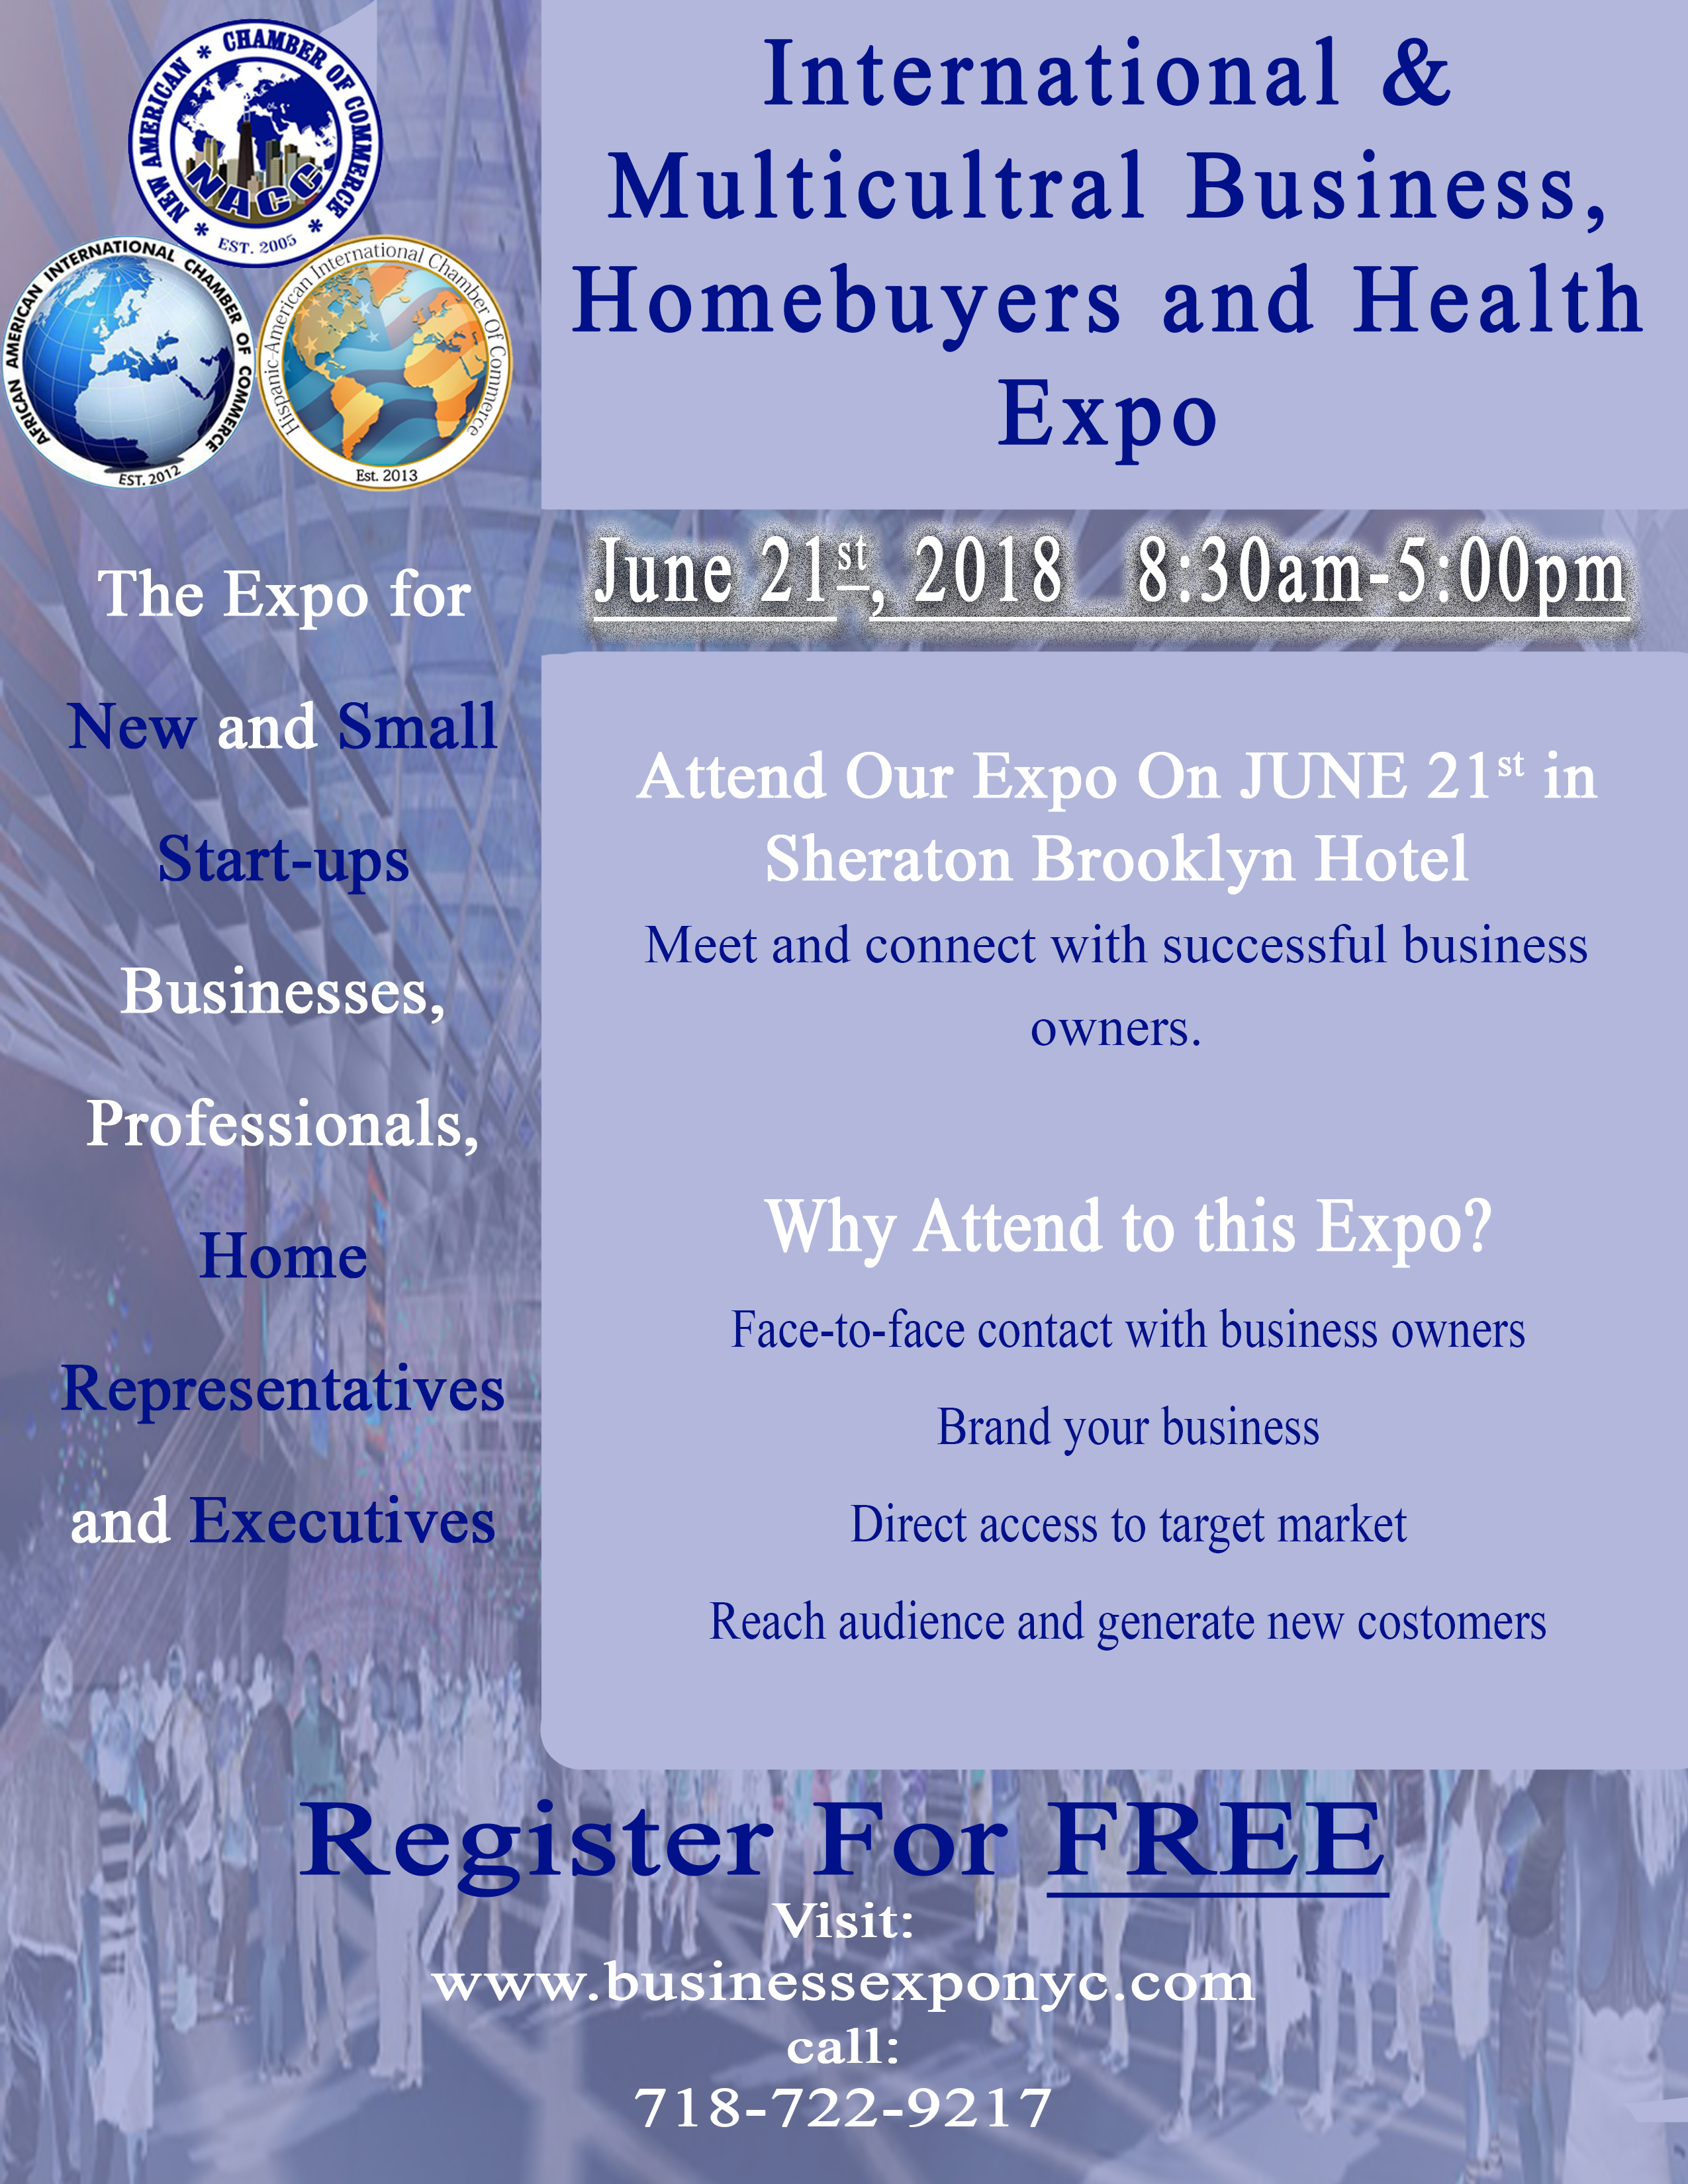 NEW AMERICAN * CHAMBER OF COMMERCE *
NACC
* EST. 2005 *
AFRICAN AMERICAN INTERNATIONAL CHAMBER OF COMMERCE
EST. 2012
Hispanic-American International Chamber Of Commerce
Est. 2013
International &
Multicultral Business,
Homebuyers and Health
Expo
June 21st, 2018 8:30am-5:00pm
The Expo for
New and Small
Start-ups
Businesses,
Professionals,
Home
Representatives
and Executives
Attend Our Expo On JUNE 21st in
Sheraton Brooklyn Hotel
Meet and connect with successful business
owners.
Why Attend to this Expo?
Face-to-face contact with business owners
Brand your business
Direct access to target market
Reach audience and generate new costomers
Register For FREE
Visit:
www.businessexponyc.com
call:
718-722-9217